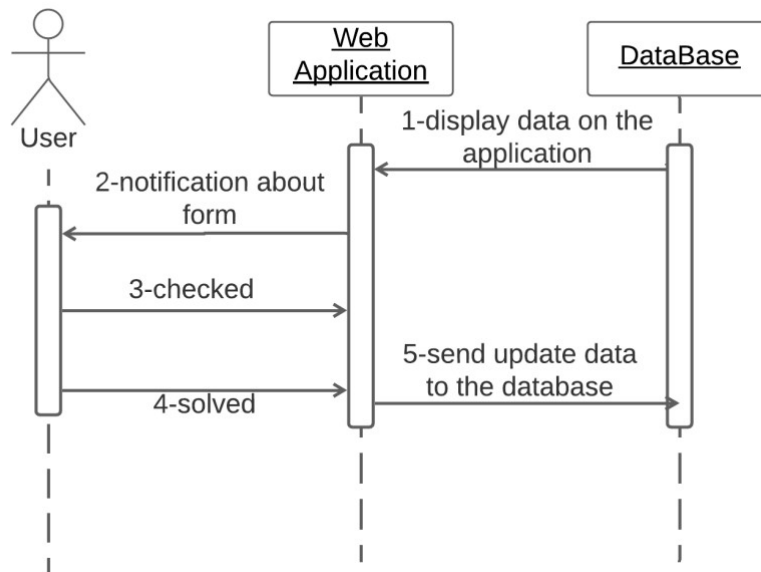 Web
Application
DataBase
User
1-display data on the
application
2-notification about
form
3-checked
4-solved
5-send update data
to the database